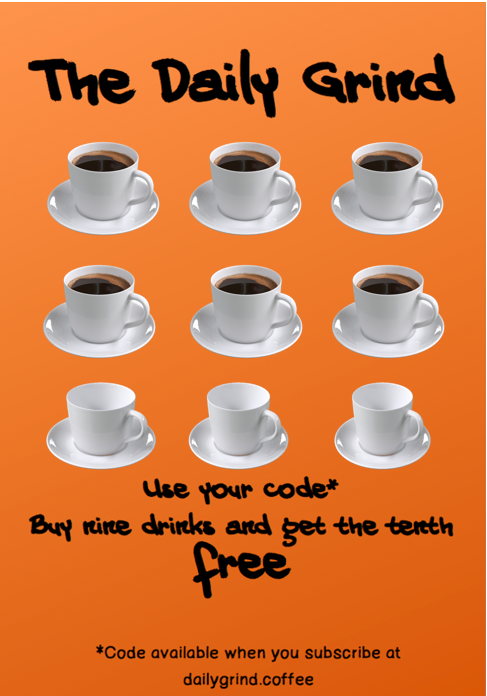 The Daily Grind
Use your code*
Buy nine drinks and get the tenth
free
*Code available when you subscribe at
dailygrind.coffee